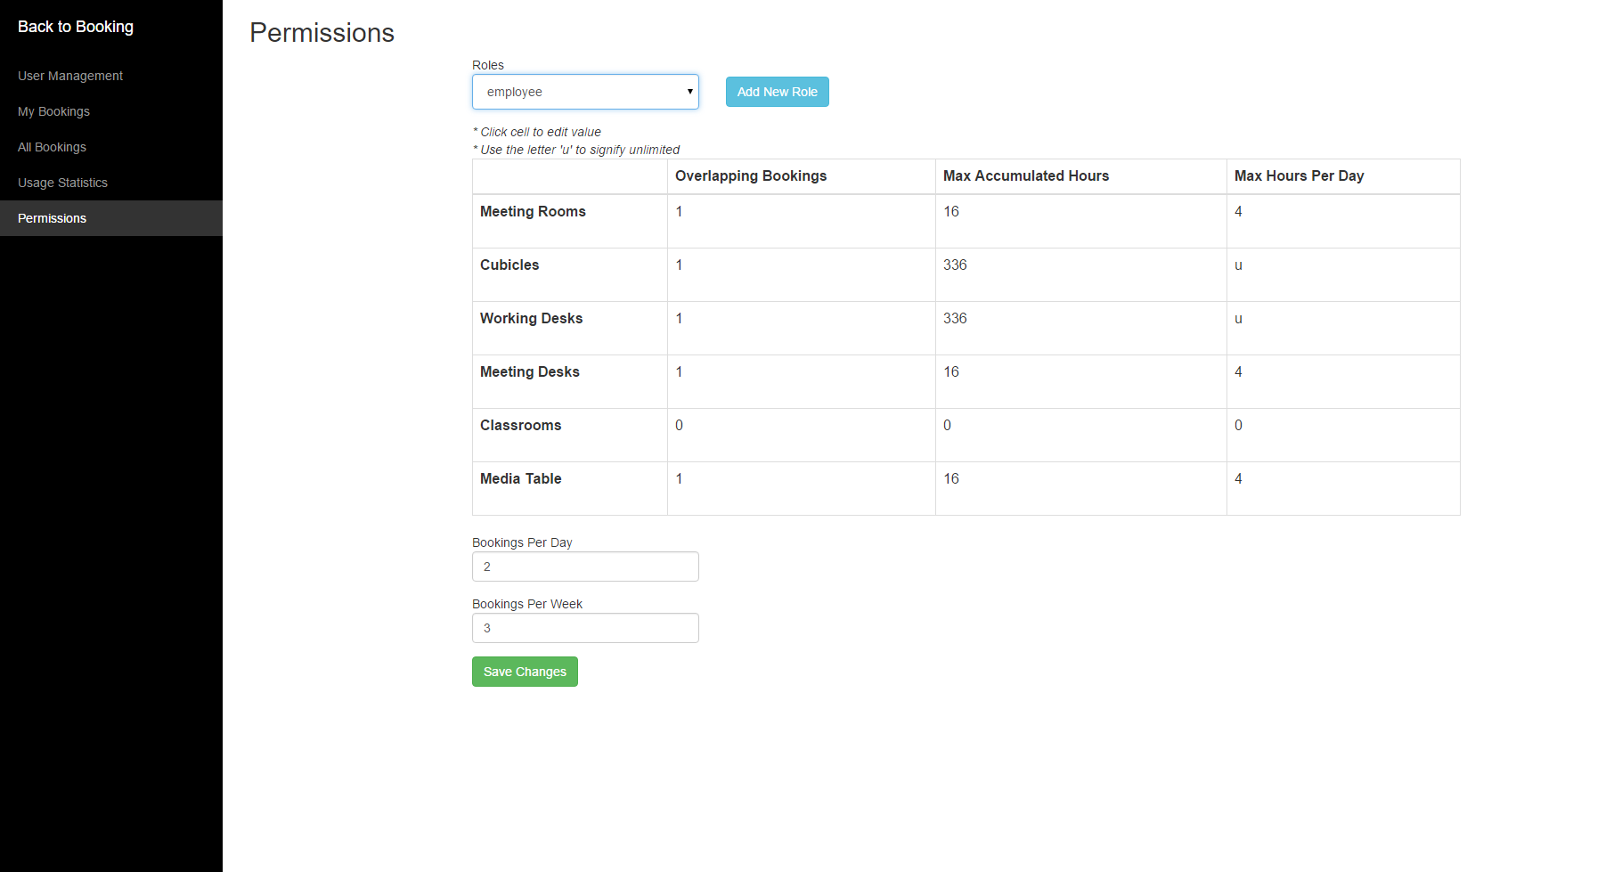 Back to Booking
User Management
My Bookings
All Bookings
Usage Statistics
Permissions
Permissions
Roles
employee
Add New Role
* Click cell to edit value
* Use the letter 'u' to signify unlimited
Overlapping Bookings Max Accumulated Hours Max Hours Per Day
Meeting Rooms 1 16 4
Cubicles 1 336 u
Working Desks 1 336 u
Meeting Desks 1 16 4
Classrooms 0 0 0
Media Table 1 16 4
Bookings Per Day
2
Bookings Per Week
3
Save Changes